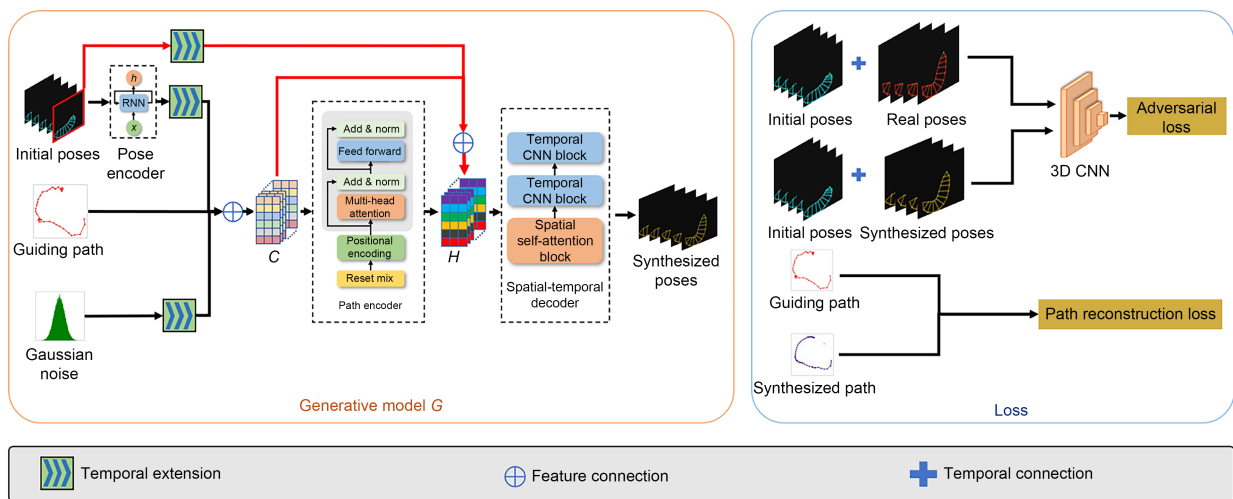 Initial poses
h
RNN
x
Pose
encoder
Guiding path
Gaussian
noise
C
Add & norm
Feed forward
Add & norm
Multi-head
attention
Positional
encoding
Reset mix
Path encoder
H
Temporal
CNN block
Temporal
CNN block
Spatial
self-attention
block
Spatial-temporal
decoder
Synthesized
poses
Generative model G
Initial poses
Real poses
Initial poses
Synthesized poses
3D CNN
Adversarial
loss
Guiding path
Synthesized path
Path reconstruction loss
Loss
Temporal extension
Feature connection
Temporal connection